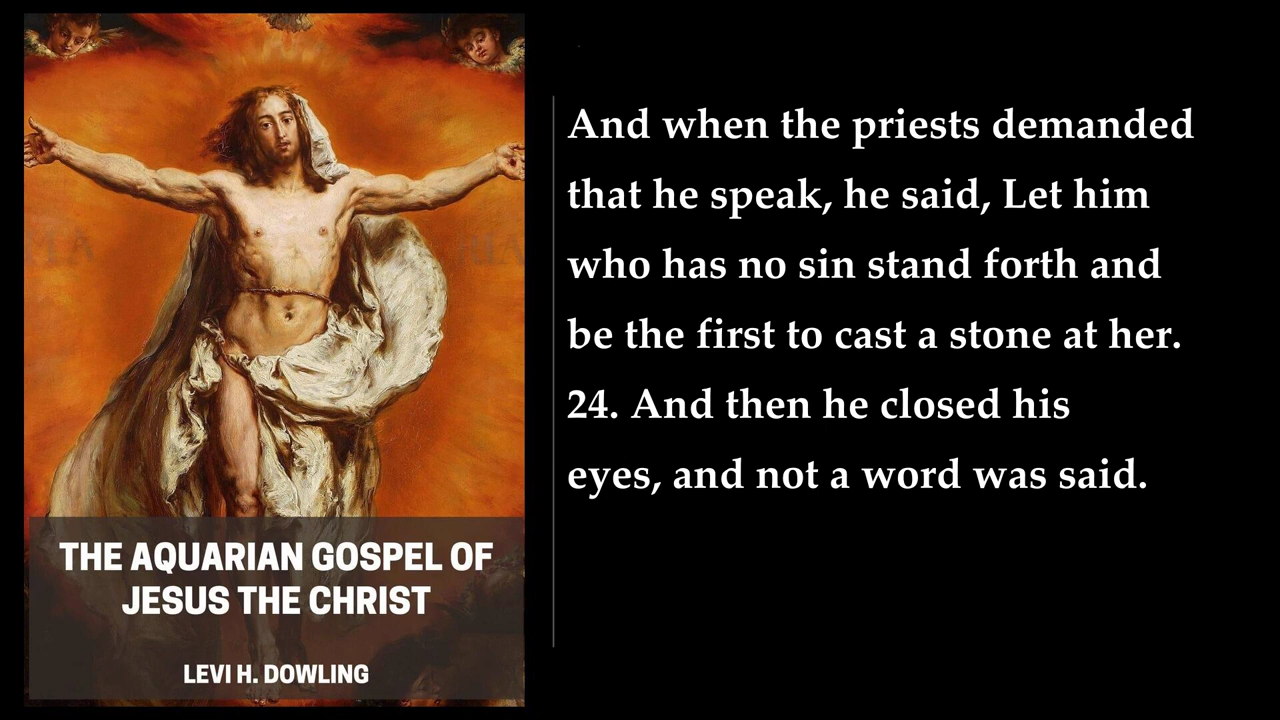 THE AQUARIAN GOSPEL OF
JESUS THE CHRIST
LEVI H. DOWLING
And when the priests demanded
that he speak, he said, Let him
who has no sin stand forth and
be the first to cast a stone at her.
24. And then he closed his
eyes, and not a word was said.